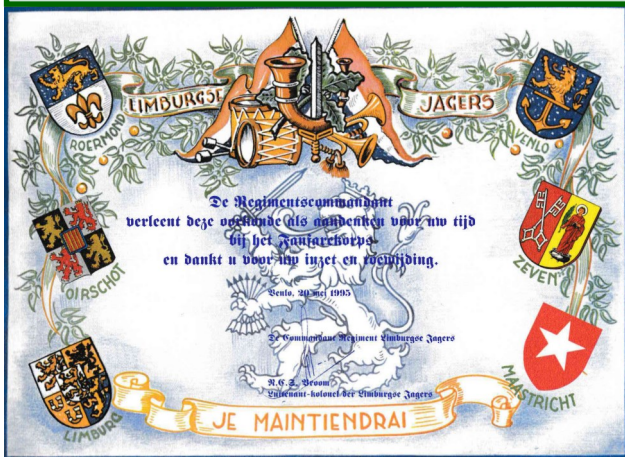 LIMBURGSE JAGERS
ROERMOND
VENLO
De Regimentscommandant
verleent deze oorkonde als aandenken voor uw tijd
bij het Fanfarekorps
en dankt u voor uw inzet en toewijding.
OIRSCHOT
ZEVEN
Venlo, 20 mei 1995
De Commandant Regiment Limburgse Jagers
Vroom
Luitenant-kolonel der Limburgse Jagers
LIMBURG
MAASTRICHT
JE MAINTIENDRAI